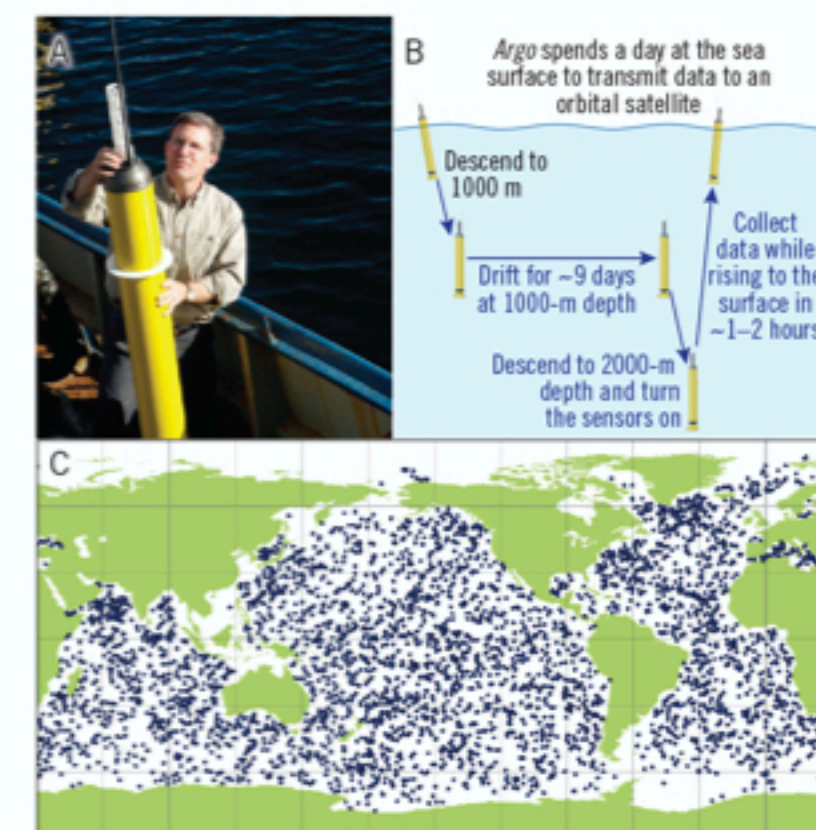 A
B
Argo spends a day at the sea
surface to transmit data to an
orbital satellite
Descend to
1000 m
Drift for ~9 days
at 1000-m depth
Descend to 2000-m
depth and turn
the sensors on
Collect
data while
rising to the
surface in
~1–2 hours
C